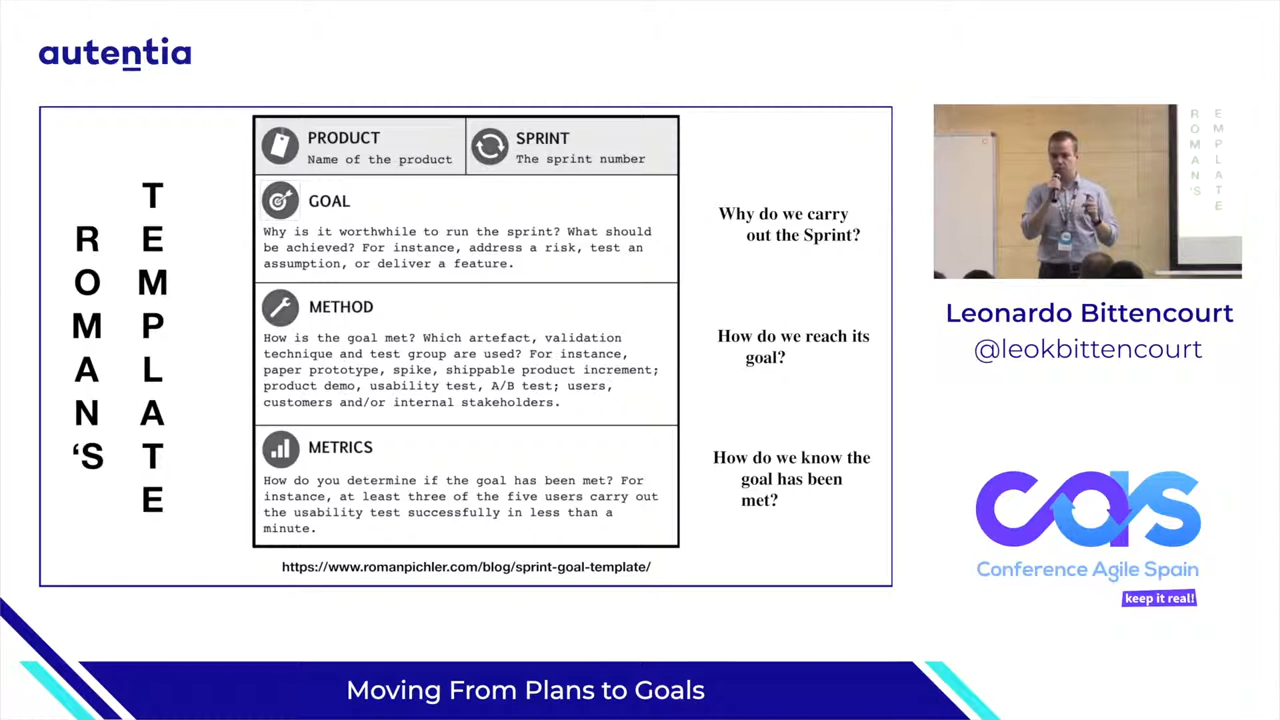 autentia
ROMAN'S
TEMPLATE
PRODUCT
Name of the product
SPRINT
The sprint number
GOAL
Why is it worthwhile to run the sprint? What should
be achieved? For instance, address a risk, test an
assumption, or deliver a feature.
METHOD
How is the goal met? Which artefact, validation
technique and test group are used? For instance,
paper prototype, spike, shippable product increment;
product demo, usability test, A/B test; users,
customers and/or internal stakeholders.
METRICS
How do you determine if the goal has been met? For
instance, at least three of the five users carry out
the usability test successfully in less than a
minute.
https://www.romanpichler.com/blog/sprint-goal-template/
Why do we carry
out the Sprint?
How do we reach its
goal?
How do we know the
goal has been
met?
ROMAN'S
TEMPLATE
Leonardo Bittencourt
@leokbittencourt
cas
Conference Agile Spain
keep it real!
Moving From Plans to Goals